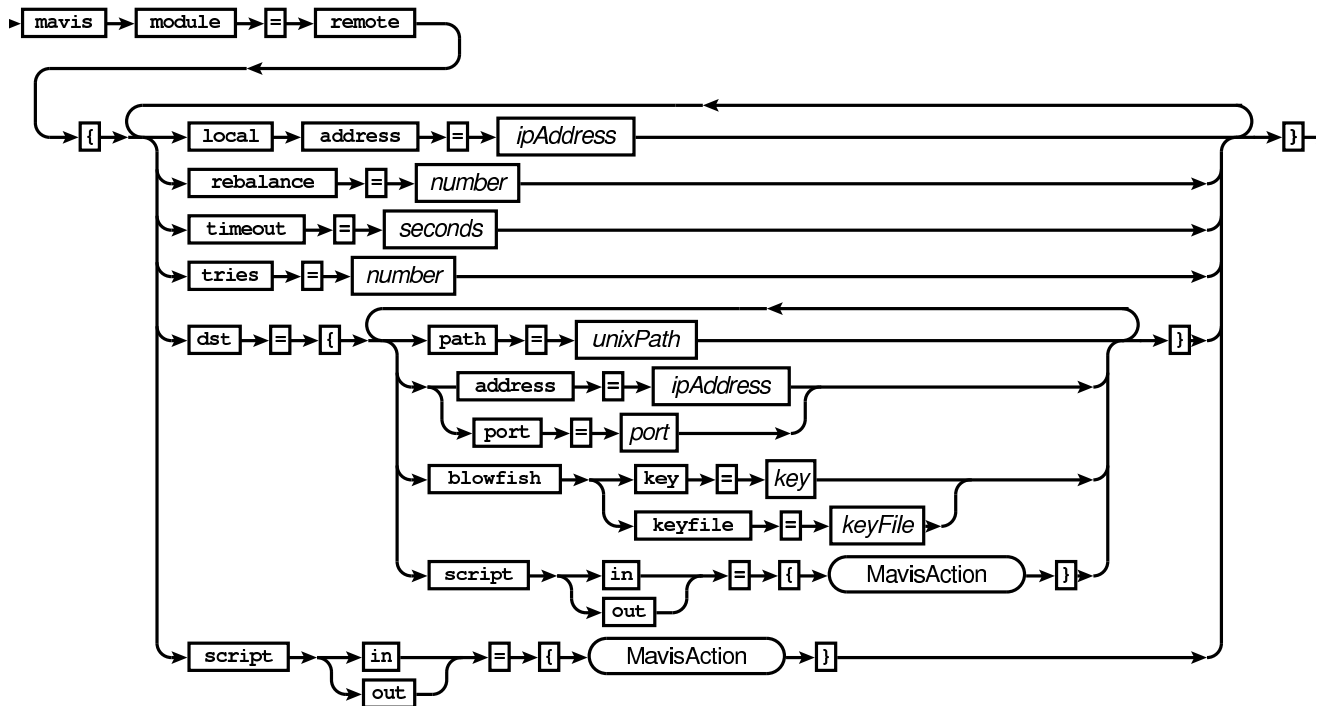 mavis module = remote
{ local address = ipAddress }
rebalance = number
timeout = seconds
tries = number
dst = { path = unixPath }
address = ipAddress
port = port
blowfish key = key
keyfile = keyFile
script in = { MavisAction }
out
script in = { MavisAction }
out